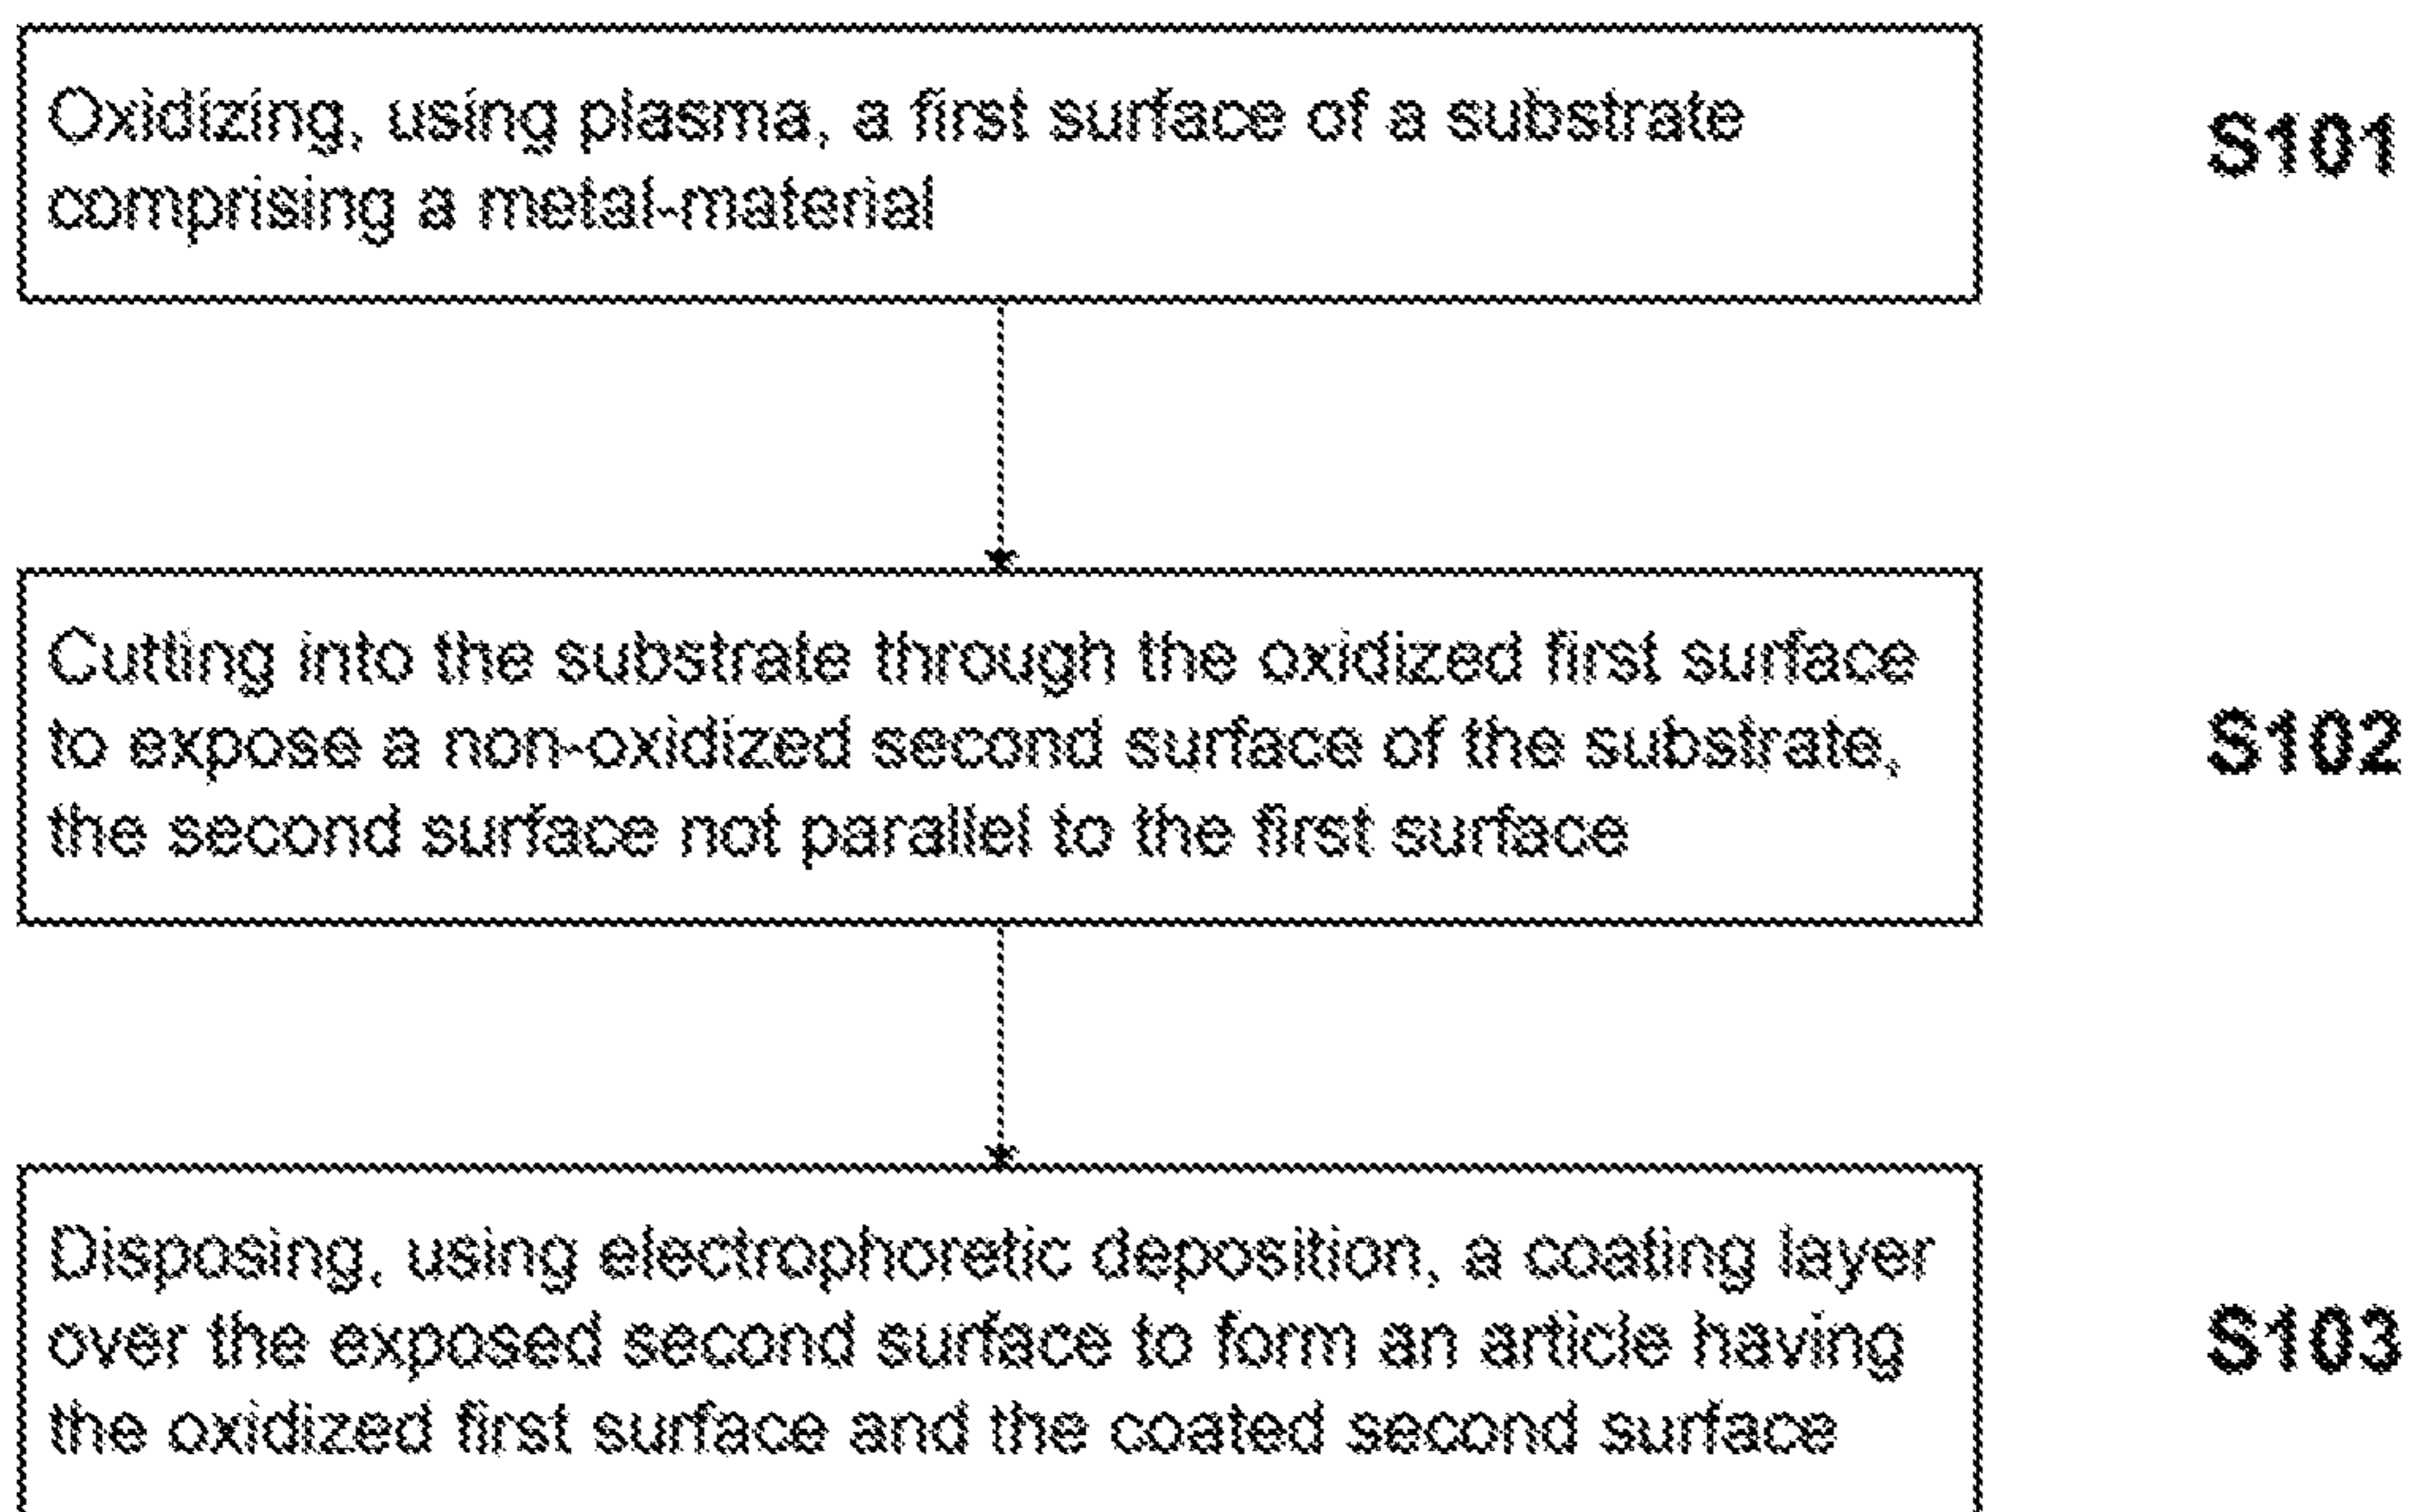 Oxidizing, using plasma, a first surface of a substrate
comprising a metal-material
S101
Cutting into the substrate through the oxidized first surface
to expose a non-oxidized second surface of the substrate,
the second surface not parallel to the first surface
S102
Disposing, using electrophoretic deposition, a coating layer
over the exposed second surface to form an article having
the oxidized first surface and the coated second surface
S103